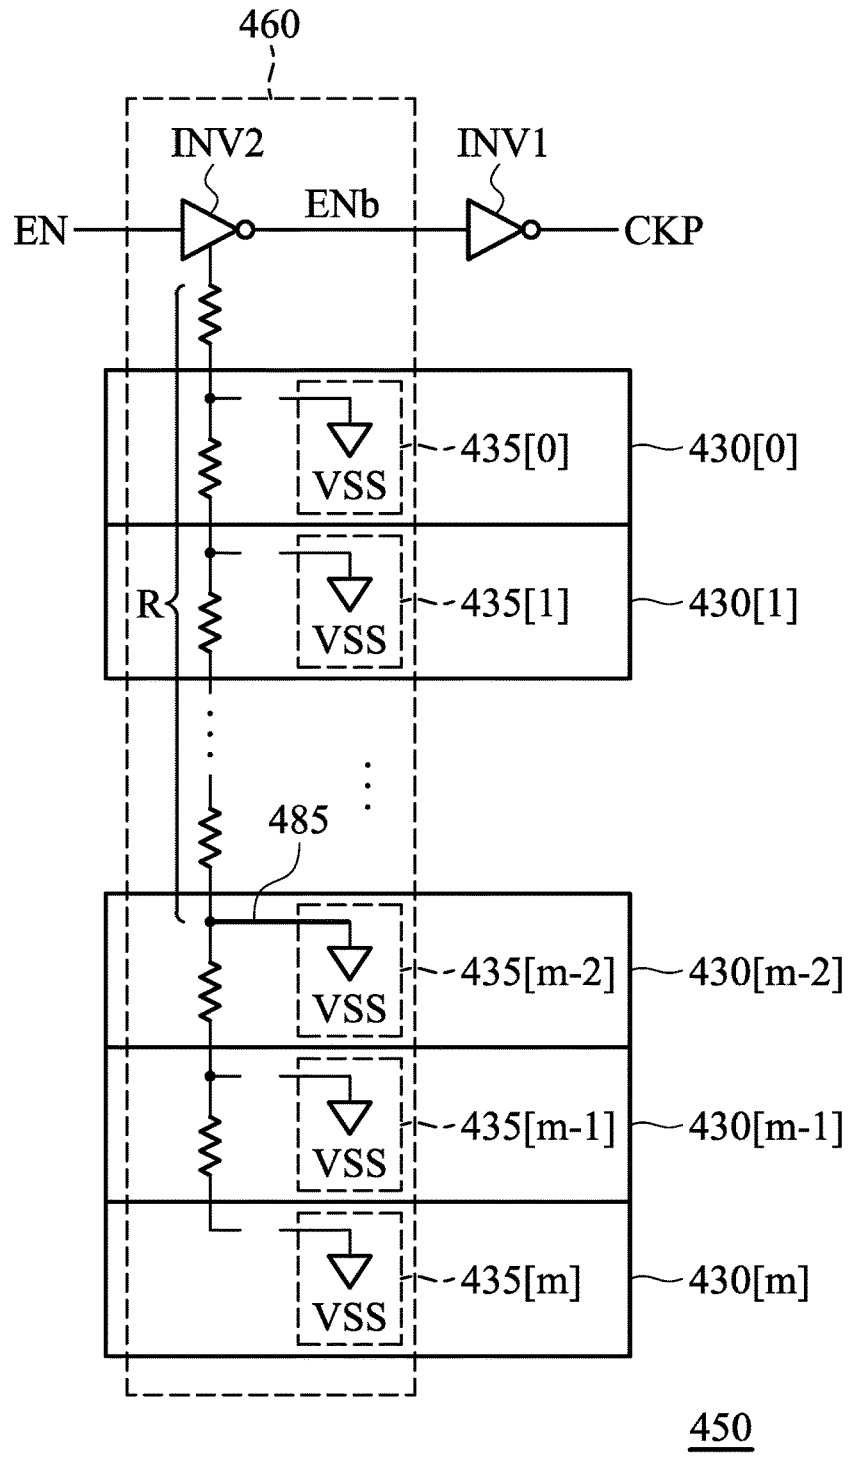 460
INV2
INV1
EN
ENb
CKP
R
VSS
435[0]
430[0]
VSS
435[1]
430[1]
485
VSS
435[m-2]
430[m-2]
VSS
435[m-1]
430[m-1]
VSS
435[m]
430[m]
450